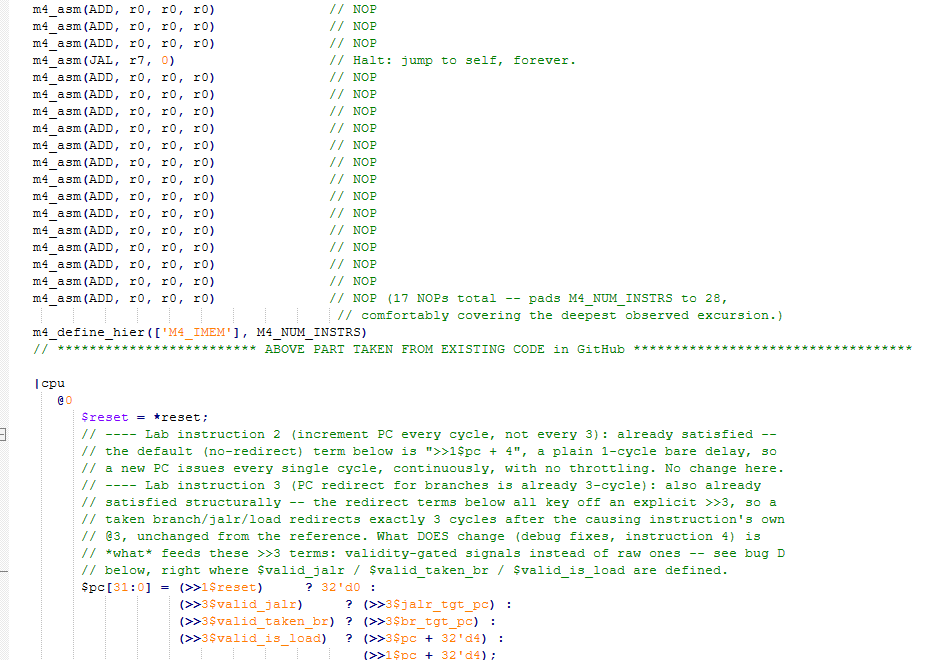 m4_asm(ADD, r0, r0, r0)              // NOP
m4_asm(ADD, r0, r0, r0)              // NOP
m4_asm(ADD, r0, r0, r0)              // NOP
m4_asm(JAL, r7, 0)                   // Halt: jump to self, forever.
m4_asm(ADD, r0, r0, r0)              // NOP
m4_asm(ADD, r0, r0, r0)              // NOP
m4_asm(ADD, r0, r0, r0)              // NOP
m4_asm(ADD, r0, r0, r0)              // NOP
m4_asm(ADD, r0, r0, r0)              // NOP
m4_asm(ADD, r0, r0, r0)              // NOP
m4_asm(ADD, r0, r0, r0)              // NOP
m4_asm(ADD, r0, r0, r0)              // NOP
m4_asm(ADD, r0, r0, r0)              // NOP
m4_asm(ADD, r0, r0, r0)              // NOP
m4_asm(ADD, r0, r0, r0)              // NOP
m4_asm(ADD, r0, r0, r0)              // NOP
m4_asm(ADD, r0, r0, r0)              // NOP
m4_asm(ADD, r0, r0, r0)              // NOP (17 NOPs total -- pads M4_NUM_INSTRS to 28,
                                      // comfortably covering the deepest observed excursion.)
m4_define_hier(['M4_IMEM'], M4_NUM_INSTRS)
// ************************* ABOVE PART TAKEN FROM EXISTING CODE in GitHub ***********************************
|cpu
   @0
      $reset = *reset;
      // ---- Lab instruction 2 (increment PC every cycle, not every 3): already satisfied --
      // the default (no-redirect) term below is ">>1$pc + 4", a plain 1-cycle bare delay, so
      // a new PC issues every single cycle, continuously, with no throttling. No change here.
      // ---- Lab instruction 3 (PC redirect for branches is already 3-cycle): also already
      // satisfied structurally -- the redirect terms below all key off an explicit >>3, so a
      // taken branch/jalr/load redirects exactly 3 cycles after the causing instruction's own
      // @3, unchanged from the reference. What DOES change (debug fixes, instruction 4) is
      // *what* feeds these >>3 terms: validity-gated signals instead of raw ones -- see bug D
      // below, right where $valid_jalr / $valid_taken_br / $valid_is_load are defined.
      $pc[31:0] = (>>1$reset)     ? 32'd0 :
                  (>>3$valid_jalr)     ? (>>3$jalr_tgt_pc) :
                  (>>3$valid_taken_br) ? (>>3$br_tgt_pc) :
                  (>>3$valid_is_load)  ? (>>3$pc + 32'd4) :
                                         (>>1$pc + 32'd4);